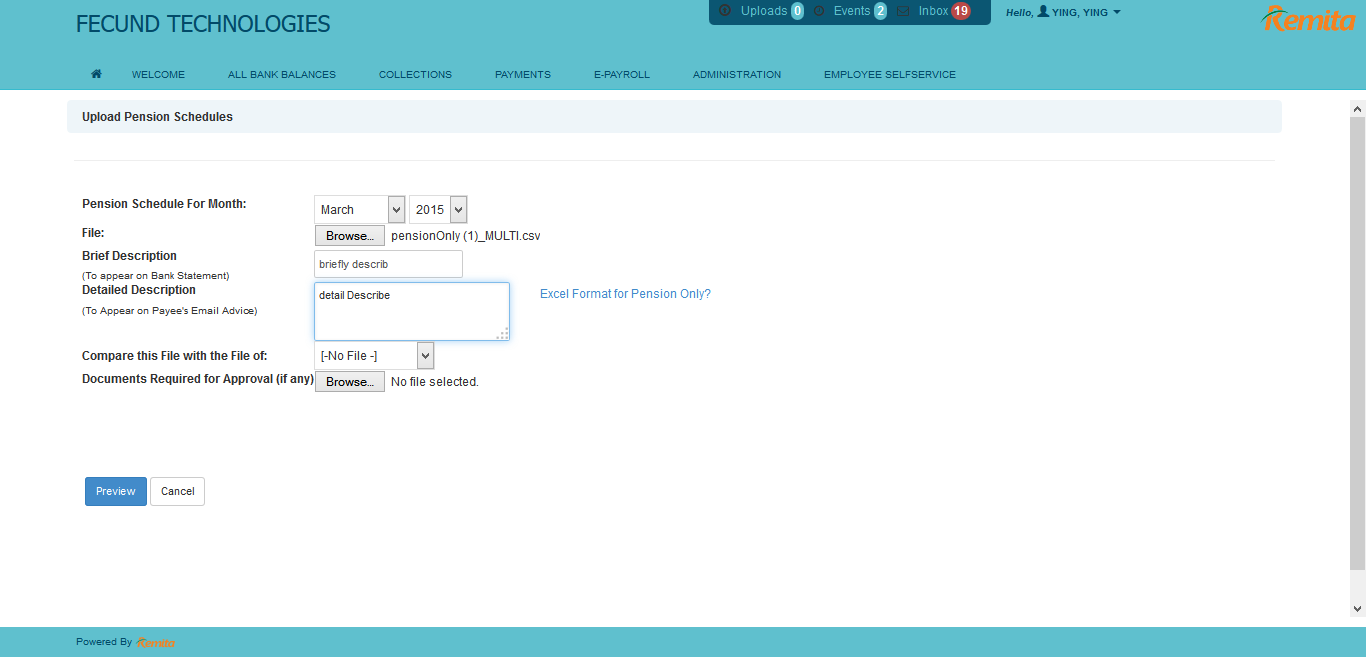 FECUND TECHNOLOGIES
Uploads 0 Events 2 Inbox 19
Hello, YING, YING
Remita
WELCOME ALL BANK BALANCES COLLECTIONS PAYMENTS E-PAYROLL ADMINISTRATION EMPLOYEE SELFSERVICE
Upload Pension Schedules
Pension Schedule For Month: March 2015
File: Browse... pensionOnly (1)_MULTI.csv
Brief Description
(To appear on Bank Statement)
briefly describ
Detailed Description
(To Appear on Payee's Email Advice)
detail Describe
Excel Format for Pension Only?
Compare this File with the File of: [-No File -]
Documents Required for Approval (if any) Browse... No file selected.
Preview Cancel
Powered By Remita